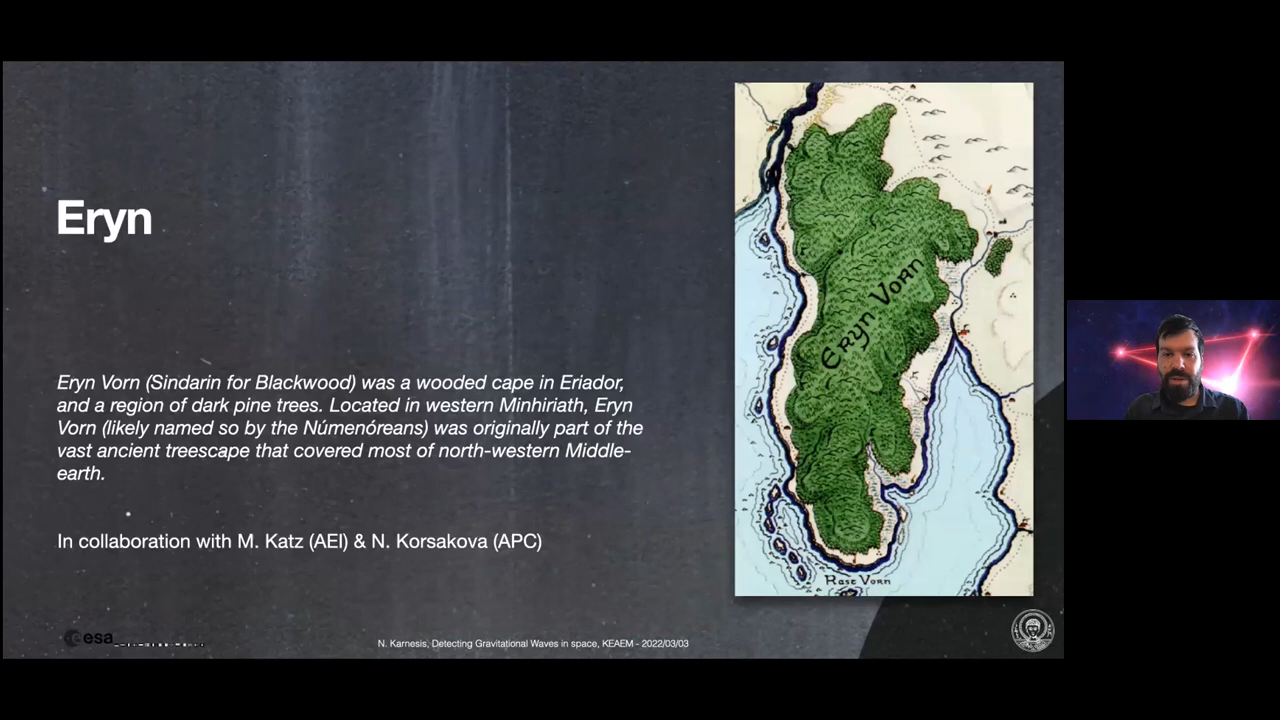 Eryn
Eryn Vorn (Sindarin for Blackwood) was a wooded cape in Eriador,
and a region of dark pine trees. Located in western Minhiriath, Eryn
Vorn (likely named so by the Númenóreans) was originally part of the
vast ancient treescape that covered most of north-western Middle-
earth.
In collaboration with M. Katz (AEI) & N. Korsakova (APC)
Eryn Vorn
Rast Vorn
esa
N. Karnesis, Detecting Gravitational Waves in space, KEAEM - 2022/03/03